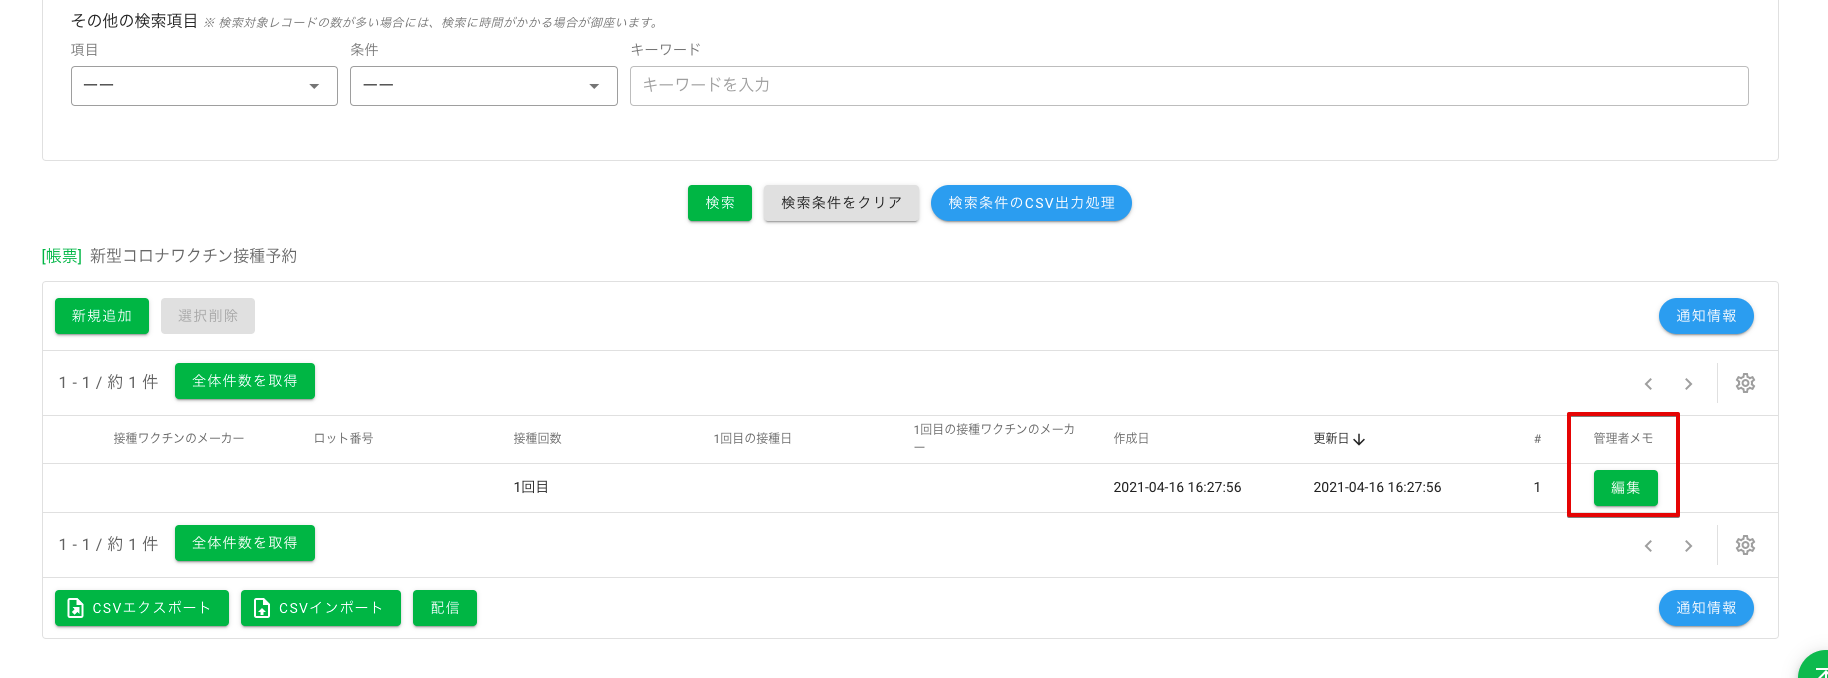 その他の検索項目 ※ 検索対象レコードの数が多い場合には、検索に時間がかかる場合が御座います。
項目 条件 キーワード
ーー ーー キーワードを入力
検索 検索条件をクリア 検索条件のCSV出力処理
[帳票] 新型コロナワクチン接種予約
新規追加 選択削除 通知情報
1 - 1 / 約 1 件 全体件数を取得
接種ワクチンのメーカー ロット番号 接種回数 1回目の接種日 1回目の接種ワクチンのメーカー 作成日 更新日 # 管理者メモ
1回目 2021-04-16 16:27:56 2021-04-16 16:27:56 1 編集
1 - 1 / 約 1 件 全体件数を取得
CSVエクスポート CSVインポート 配信 通知情報